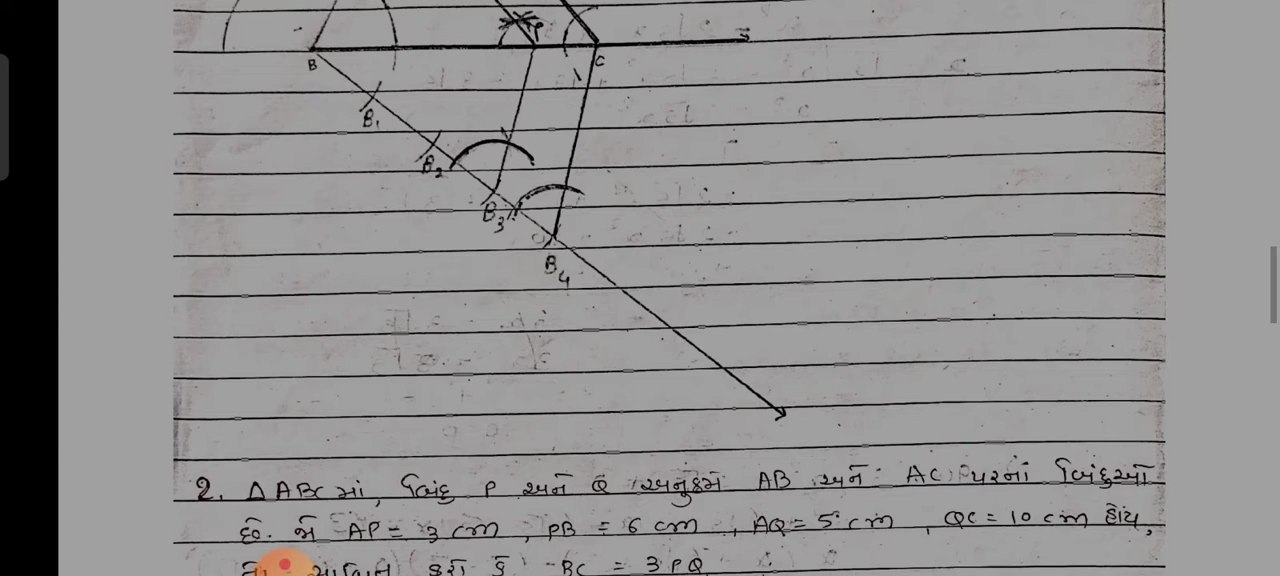 P
B
C
B₁
B₂
B₃
B₄
2. △ABC માં, બિંદુ P અને Q અનુક્રમે AB અને AC પરનાં બિંદુઓ
છે. જો AP = 3 cm, PB = 6 cm, AQ = 5 cm, QC = 10 cm હોય,
તો સાબિત કરો કે BC = 3PQ